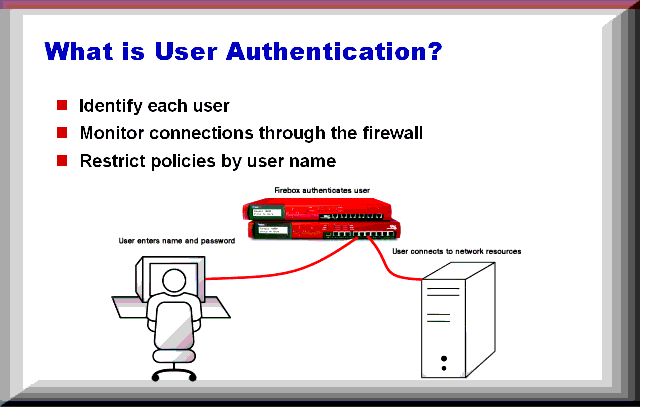 What is User Authentication?
Identify each user
Monitor connections through the firewall
Restrict policies by user name
Firebox authenticates user
User enters name and password
User connects to network resources